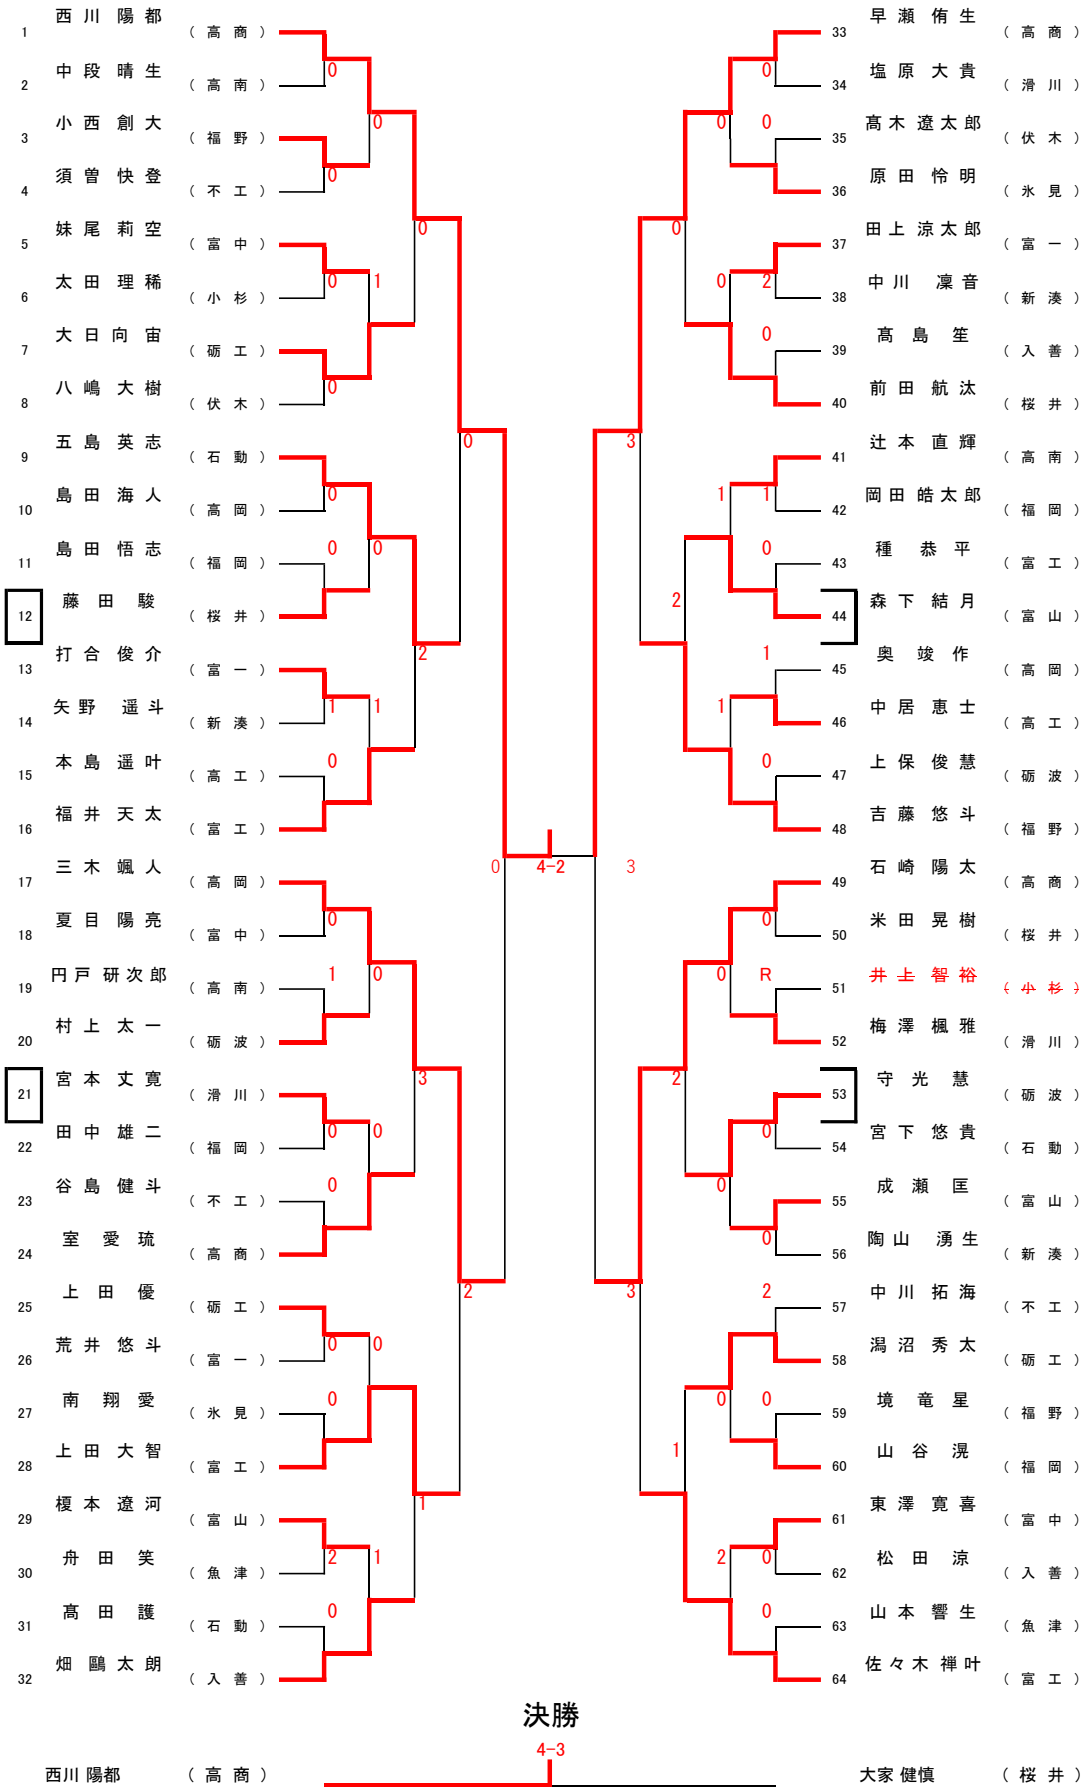 1 西川 陽都 （高商）
2 中段晴生 （高南）
0
3 小西創大 （福野）
4 須曽快登 （不工）
0
0
5 妹尾莉空 （富中）
6 太田理稀 （小杉）
0
7 大日向宙 （砺工）
8 八嶋大樹 （伏木）
0
1
0
9 五島英志 （石動）
10 島田海人 （高岡）
0
11 島田悟志 （福岡）
12 藤田駿 （桜井）
0
0
13 打合俊介 （富一）
14 矢野 遥斗 （新湊）
1
15 本島遥叶 （高工）
16 福井天太 （富工）
0
1
2
0
17 三木颯人 （高岡）
18 夏目陽亮 （富中）
0
19 円戸研次郎 （高南）
20 村上太一 （砺波）
1
0
21 宮本丈寛 （滑川）
22 田中雄二 （福岡）
0
23 谷島健斗 （不工）
24 室愛琉 （高商）
0
0
3
25 上田優 （砺工）
26 荒井悠斗 （富一）
0
27 南翔愛 （氷見）
28 上田大智 （富工）
0
0
29 榎本遼河 （富山）
30 舟田笑 （魚津）
2
31 髙田護 （石動）
32 畑鷗太朗 （入善）
0
1
1
2
0
4-2
3
33 早瀬侑生 （高商）
34 塩原大貴 （滑川）
0
35 髙木遼太郎 （伏木）
36 原田怜明 （氷見）
0
0
37 田上涼太郎 （富一）
38 中川凜音 （新湊）
2
39 髙島笙 （入善）
40 前田航汰 （桜井）
0
0
0
41 辻本直輝 （高南）
42 岡田皓太郎 （福岡）
1
43 種恭平 （富工）
44 森下結月 （富山）
0
1
45 奥竣作 （高岡）
46 中居恵士 （高工）
1
47 上保俊慧 （砺波）
48 吉藤悠斗 （福野）
0
1
2
3
49 石崎陽太 （高商）
50 米田晃樹 （桜井）
0
51 井上智裕 （小杉）
52 梅澤楓雅 （滑川）
R
0
53 守光慧 （砺波）
54 宮下悠貴 （石動）
0
55 成瀬匡 （富山）
56 陶山湧生 （新湊）
0
0
2
57 中川拓海 （不工）
58 潟沼秀太 （砺工）
2
59 境竜星 （福野）
60 山谷滉 （福岡）
0
0
61 東澤寛喜 （富中）
62 松田涼 （入善）
0
63 山本響生 （魚津）
64 佐々木禅叶 （富工）
0
2
1
3
決勝
4-3
西川 陽都 （高商）
大家 健慎 （桜井）